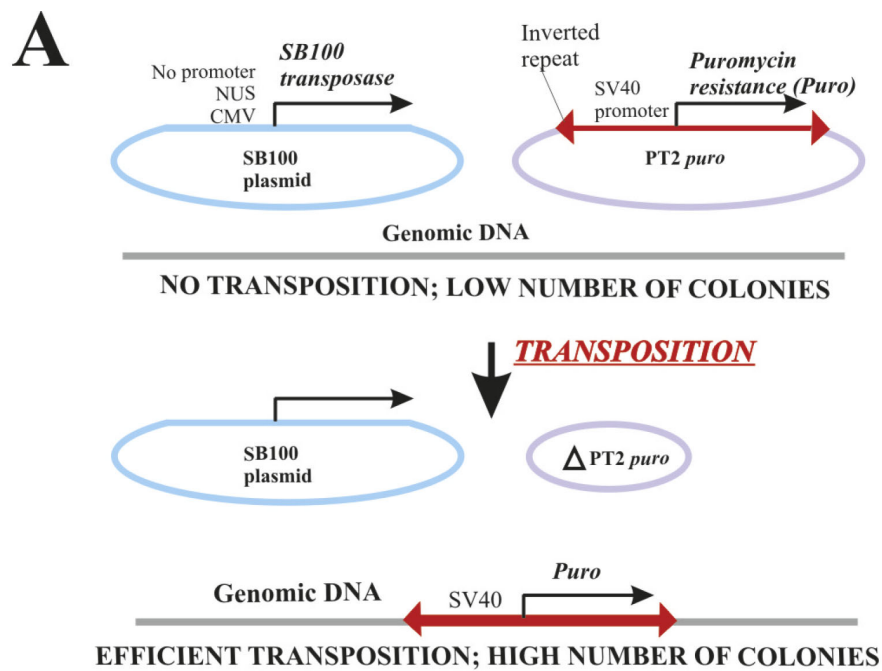 A
No promoter
NUS
CMV
SB100
transposase
SB100
plasmid
Inverted
repeat
SV40
promoter
Puromycin
resistance (Puro)
PT2 puro
Genomic DNA
NO TRANSPOSITION; LOW NUMBER OF COLONIES
TRANSPOSITION
SB100
plasmid
Δ PT2 puro
Genomic DNA
SV40
Puro
EFFICIENT TRANSPOSITION; HIGH NUMBER OF COLONIES